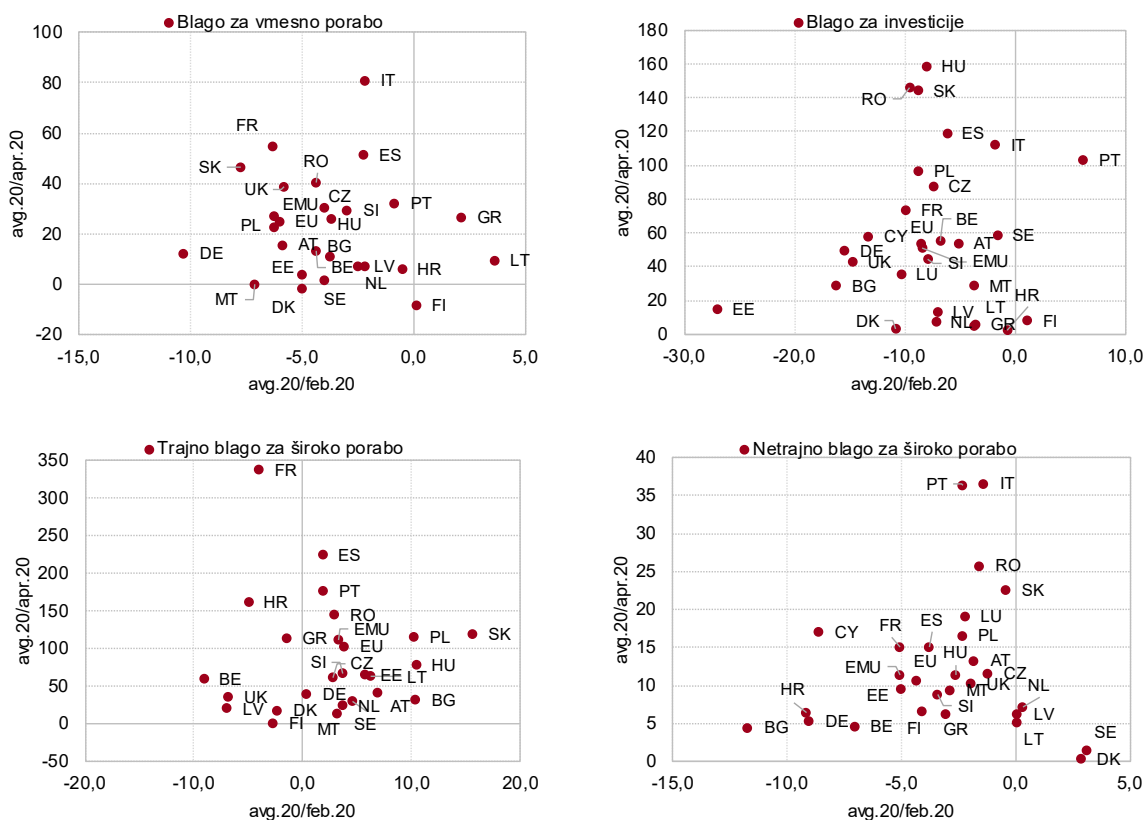 Blago za vmesno porabo
avg.20/apr.20
100
80
60
40
20
0
-20
-15,0
-10,0
-5,0
0,0
5,0
avg.20/feb.20
IT
FR
ES
SK
RO
UK
CZ
EMU
SI
PT
PL
EU
HU
GR
DE
AT
BG
EE
BE
LV
HR
LT
MT
NL
DK
SE
FI
Blago za investicije
avg.20/apr.20
180
160
140
120
100
80
60
40
20
0
-30,0
-20,0
-10,0
0,0
10,0
avg.20/feb.20
HU
RO
SK
ES
IT
PT
PL
CZ
FR
BE
EU
CY
SE
DE
AT
UK
SI
EMU
LU
BG
MT
EE
LT
HR
LV
DK
NL
GR
FI
Trajno blago za široko porabo
avg.20/apr.20
350
300
250
200
150
100
50
0
-20,0
-10,0
0,0
10,0
20,0
avg.20/feb.20
FR
ES
PT
HR
RO
EMU
GR
PL
SK
EU
SI
CZ
HU
BE
EE
LT
UK
DE
NL
AT
BG
LV
DK
FI
MT
SE
Netrajno blago za široko porabo
avg.20/apr.20
40
35
30
25
20
15
10
5
0
-15,0
-10,0
-5,0
0,0
5,0
avg.20/feb.20
PT
IT
RO
SK
LU
CY
FR
ES
PL
HU
EMU
EU
AT
CZ
EE
MT
UK
NL
HR
SI
BG
DE
BE
FI
GR
LV
LT
SE
DK